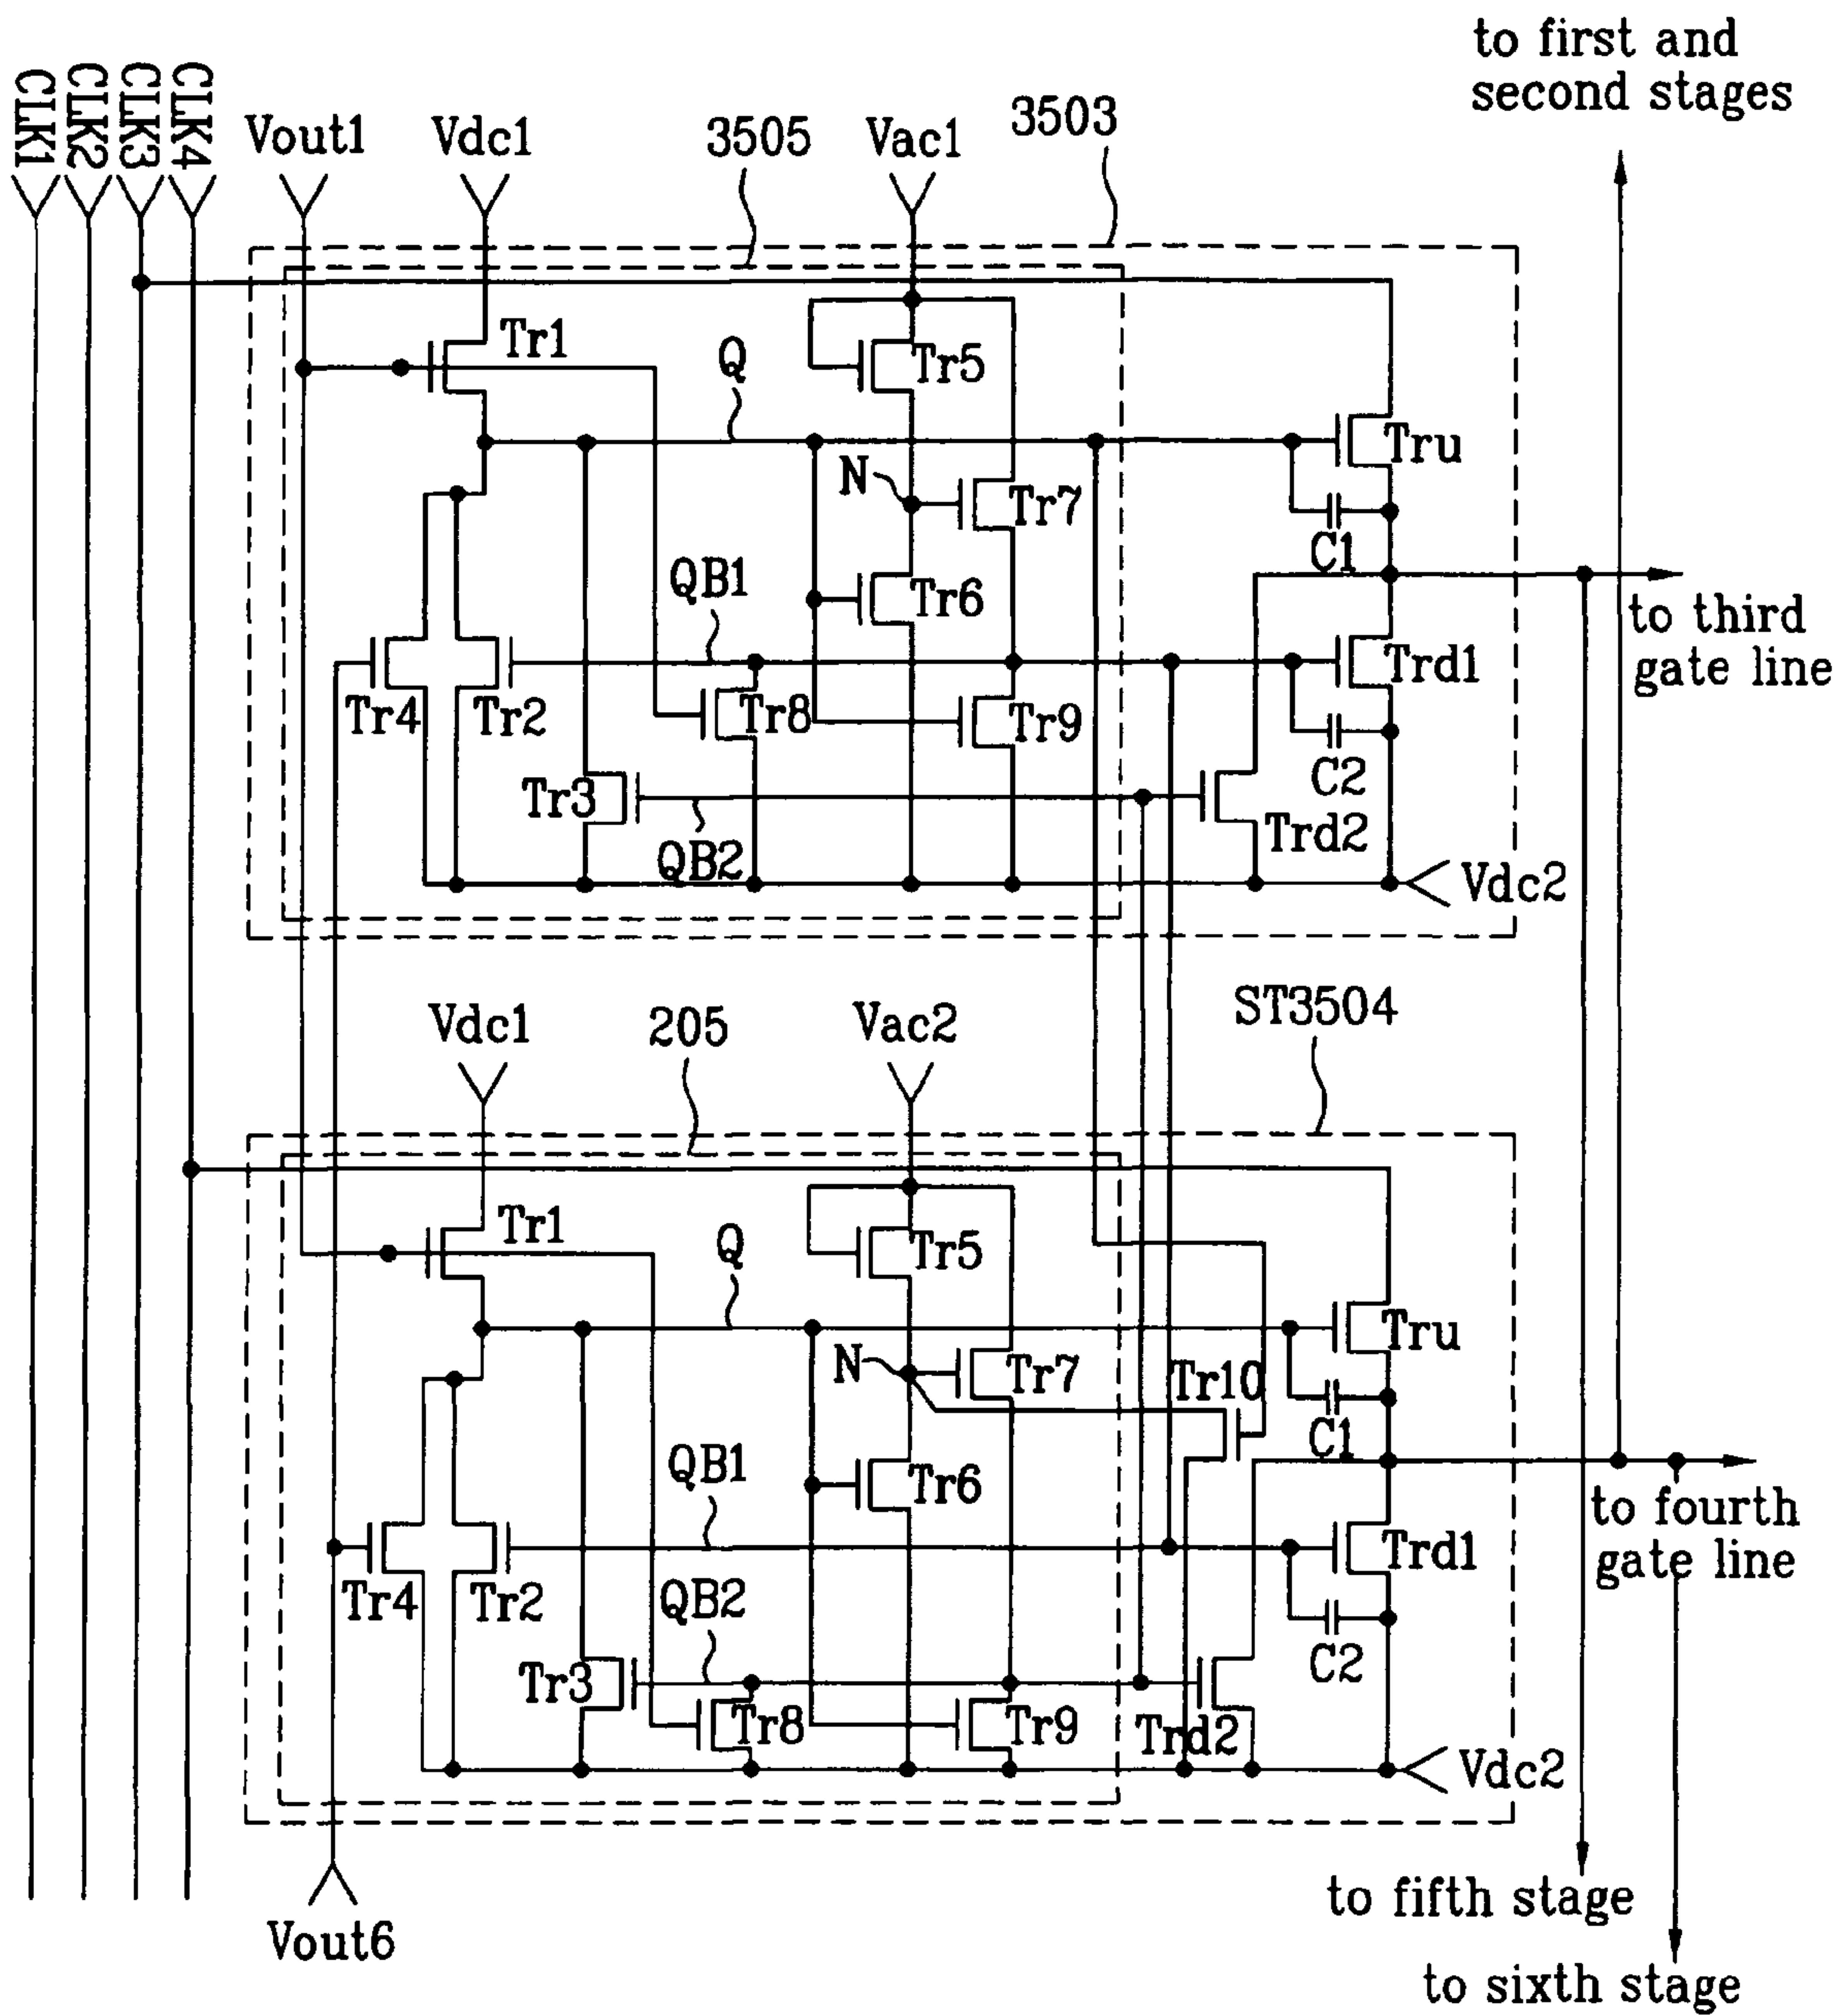 to first and
second stages
CLK1
CLK2
CLK3
CLK4
Vout1
Vdc1
3505
Vac1
3503
Tr1
Q
Tr5
Tru
N
Tr7
C1
QB1
Tr6
to third
gate line
Tr4
Tr2
Tr8
Tr9
Trd1
Tr3
QB2
C2
Trd2
Vdc2
Vdc1
205
Vac2
ST3504
Tr1
Q
Tr5
Tru
N
Tr7
Tr10
C1
QB1
Tr6
to fourth
gate line
Tr4
Tr2
QB2
Trd1
Tr3
Tr8
Tr9
Trd2
C2
Vdc2
to fifth stage
Vout6
to sixth stage